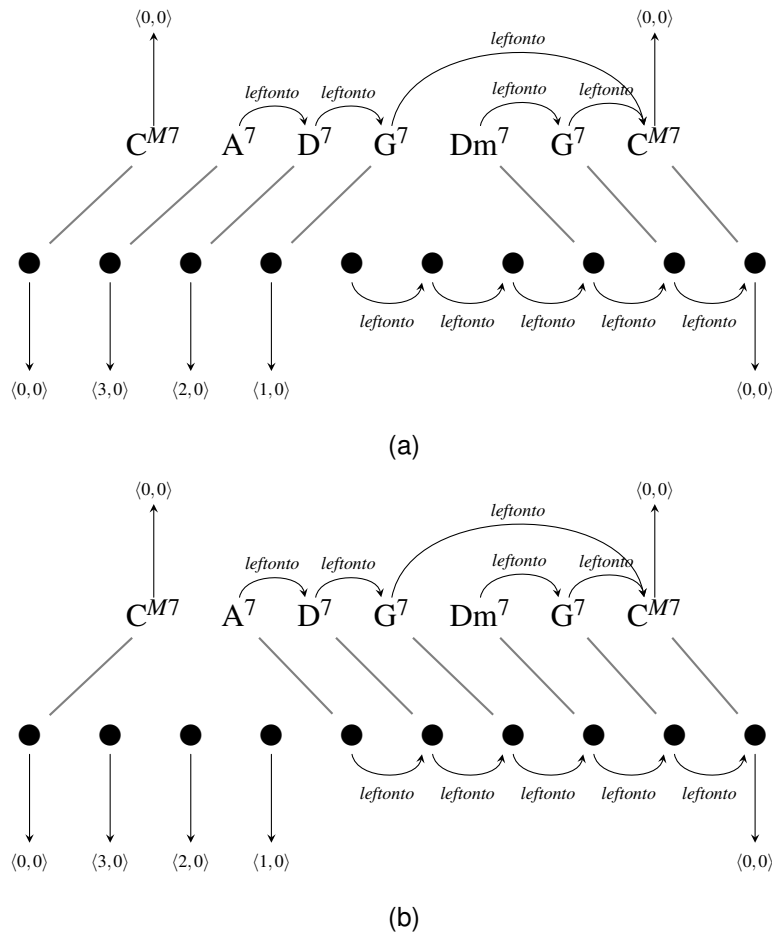 ⟨0,0⟩ ⟨0,0⟩
leftonto
leftonto leftonto leftonto leftonto
C^{M7} A^7 D^7 G^7 Dm^7 G^7 C^{M7}
leftonto leftonto leftonto leftonto leftonto
⟨0,0⟩ ⟨3,0⟩ ⟨2,0⟩ ⟨1,0⟩ ⟨0,0⟩
(a)
⟨0,0⟩ ⟨0,0⟩
leftonto
leftonto leftonto leftonto leftonto
C^{M7} A^7 D^7 G^7 Dm^7 G^7 C^{M7}
leftonto leftonto leftonto leftonto leftonto
⟨0,0⟩ ⟨3,0⟩ ⟨2,0⟩ ⟨1,0⟩ ⟨0,0⟩
(b)